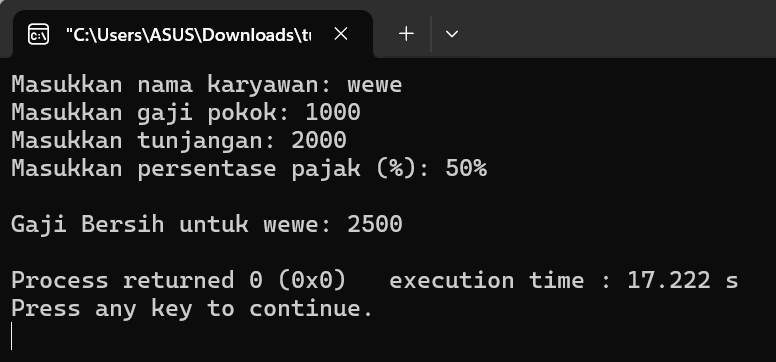 "C:\Users\ASUS\Downloads\tu
Masukkan nama karyawan: wewe
Masukkan gaji pokok: 1000
Masukkan tunjangan: 2000
Masukkan persentase pajak (%): 50%
Gaji Bersih untuk wewe: 2500
Process returned 0 (0x0)   execution time : 17.222 s
Press any key to continue.